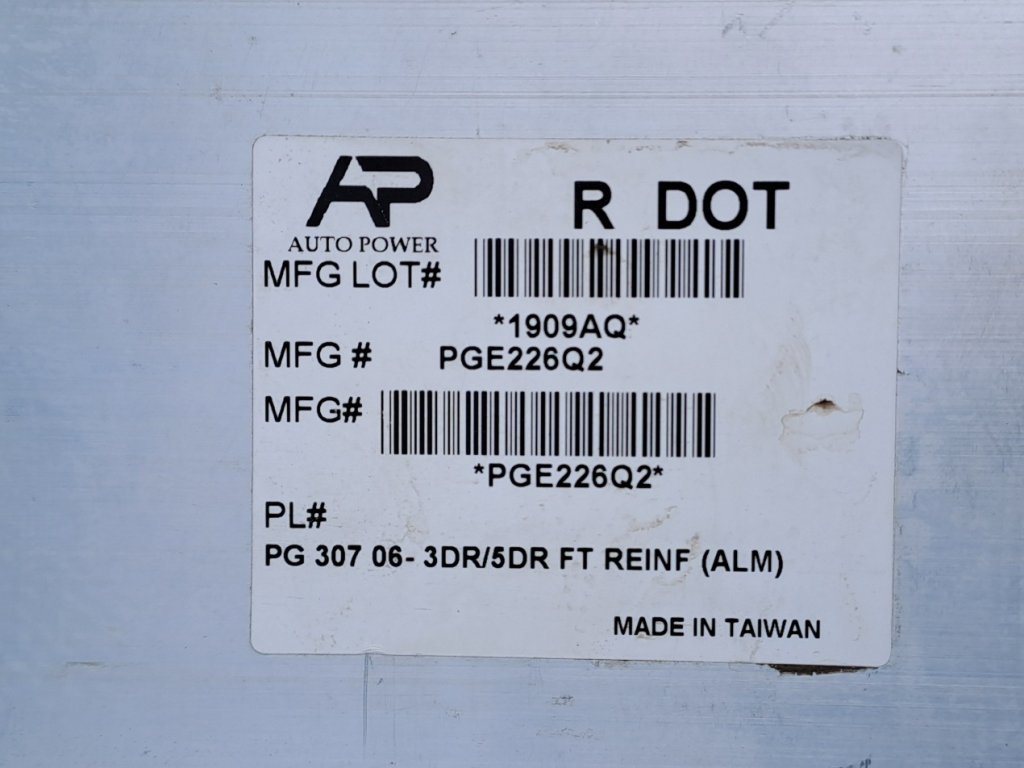 AP
AUTO POWER
R DOT
MFG LOT#
*1909AQ*
MFG # PGE226Q2
MFG#
*PGE226Q2*
PL#
PG 307 06- 3DR/5DR FT REINF (ALM)
MADE IN TAIWAN